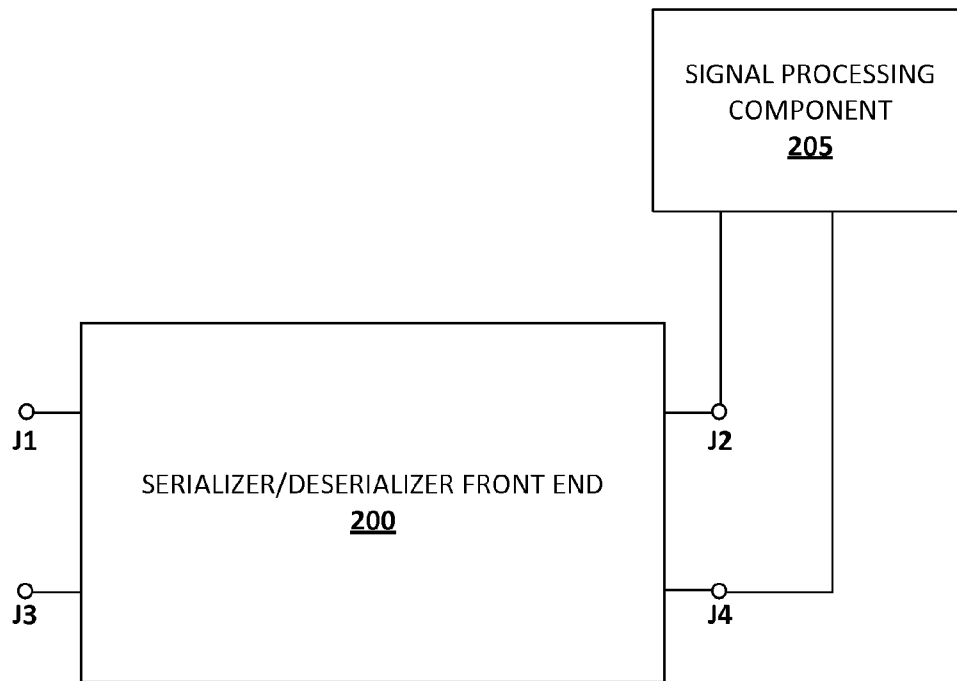 SIGNAL PROCESSING
COMPONENT
205
J1
J2
SERIALIZER/DESERIALIZER FRONT END
200
J3
J4